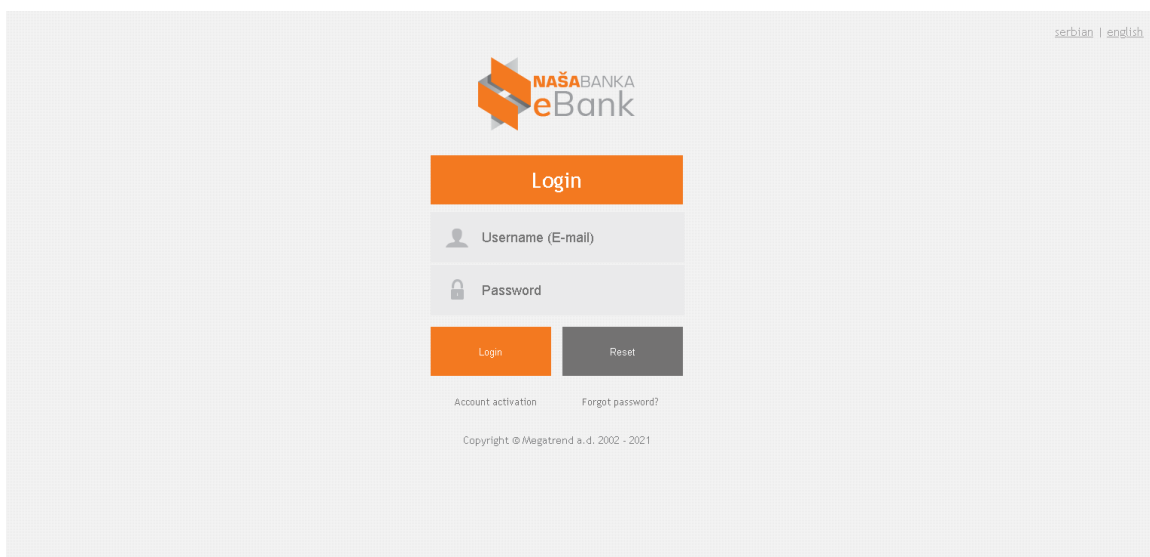 serbian | english
NAŠABANKA
eBank
Login
Username (E-mail)
Password
Login Reset
Account activation Forgot password?
Copyright © Megatrend a.d. 2002 - 2021